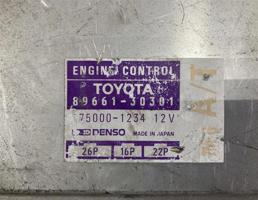 ENGINE CONTROL
TOYOTA
89661-30301
75000-1234 12V
DENSO MADE IN JAPAN
26P 16P 22P
A/T